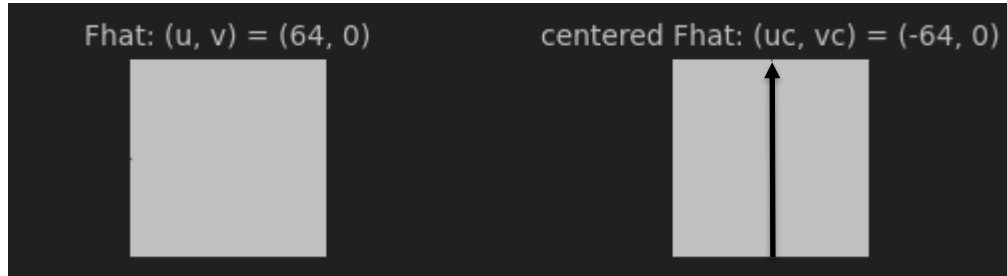 Fhat: (u, v) = (64, 0)
centered Fhat: (uc, vc) = (-64, 0)